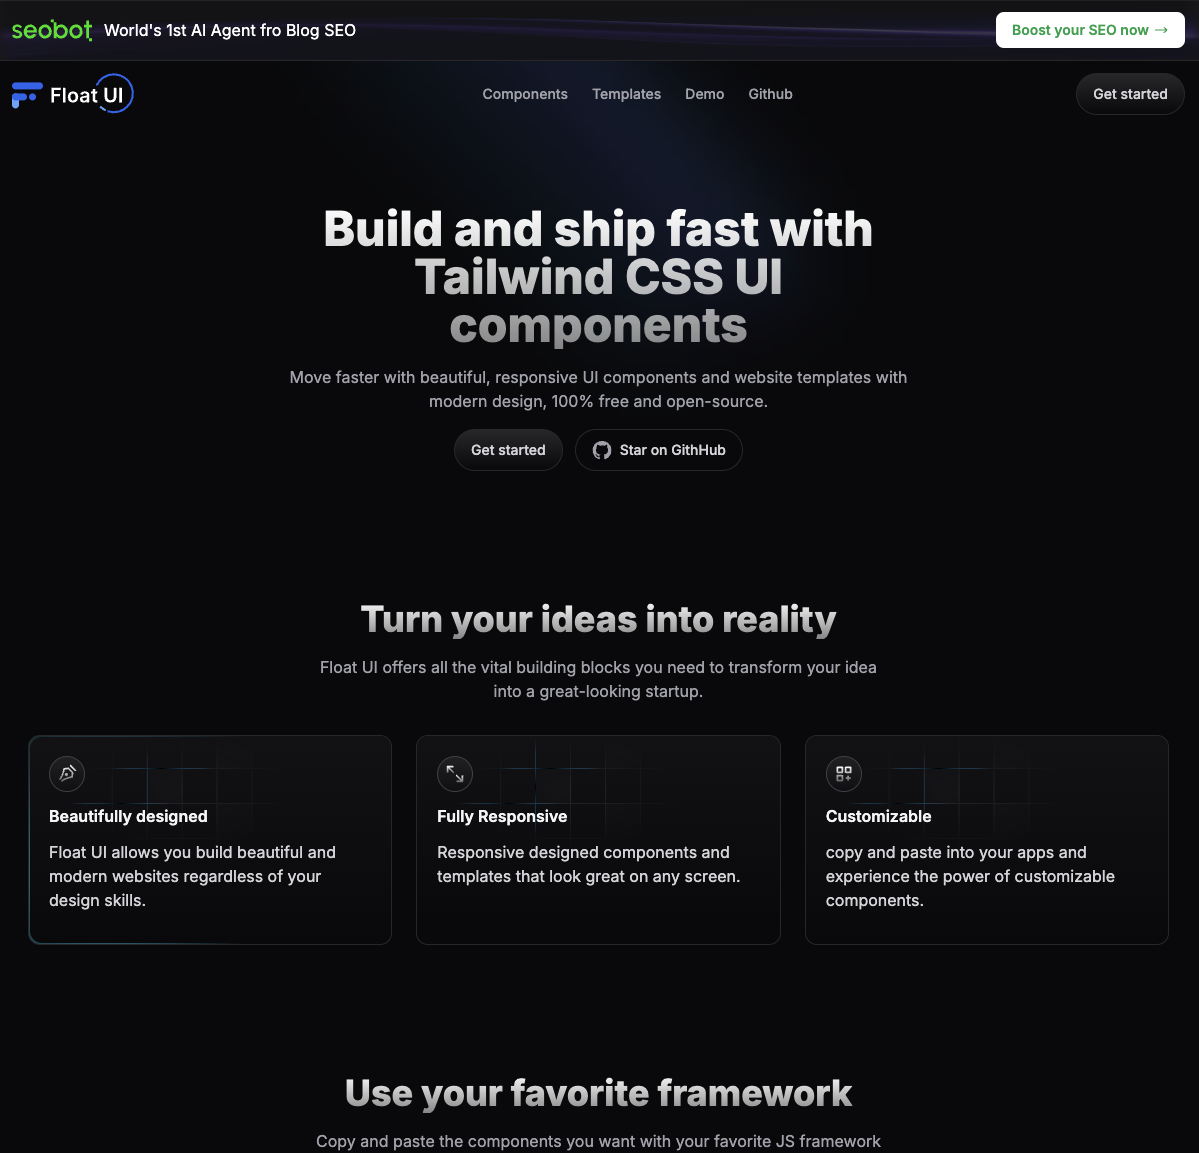 seobot World's 1st AI Agent fro Blog SEO Boost your SEO now →
Float UI Components Templates Demo Github Get started
Build and ship fast with
Tailwind CSS UI
components
Move faster with beautiful, responsive UI components and website templates with
modern design, 100% free and open-source.
Get started Star on GithHub
Turn your ideas into reality
Float UI offers all the vital building blocks you need to transform your idea
into a great-looking startup.
Beautifully designed
Float UI allows you build beautiful and
modern websites regardless of your
design skills.
Fully Responsive
Responsive designed components and
templates that look great on any screen.
Customizable
copy and paste into your apps and
experience the power of customizable
components.
Use your favorite framework
Copy and paste the components you want with your favorite JS framework